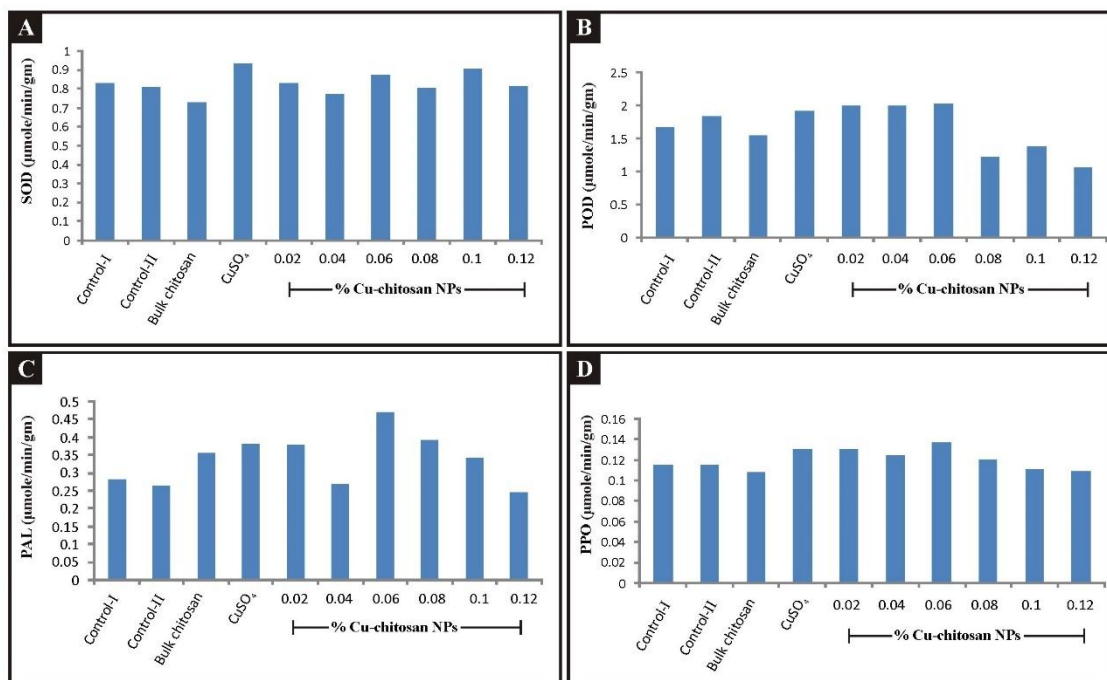 A
SOD (µmole/min/gm)
1
0.9
0.8
0.7
0.6
0.5
0.4
0.3
0.2
0.1
0
Control-I
Control-II
Bulk chitosan
CuSO₄
0.02 0.04 0.06 0.08 0.1 0.12
% Cu-chitosan NPs
B
POD (µmole/min/gm)
2.5
2
1.5
1
0.5
0
Control-I
Control-II
Bulk chitosan
CuSO₄
0.02 0.04 0.06 0.08 0.1 0.12
% Cu-chitosan NPs
C
PAL (µmole/min/gm)
0.5
0.45
0.4
0.35
0.3
0.25
0.2
0.15
0.1
0.05
0
Control-I
Control-II
Bulk chitosan
CuSO₄
0.02 0.04 0.06 0.08 0.1 0.12
% Cu-chitosan NPs
D
PPO (µmole/min/gm)
0.16
0.14
0.12
0.1
0.08
0.06
0.04
0.02
0
Control-I
Control-II
Bulk chitosan
CuSO₄
0.02 0.04 0.06 0.08 0.1 0.12
% Cu-chitosan NPs